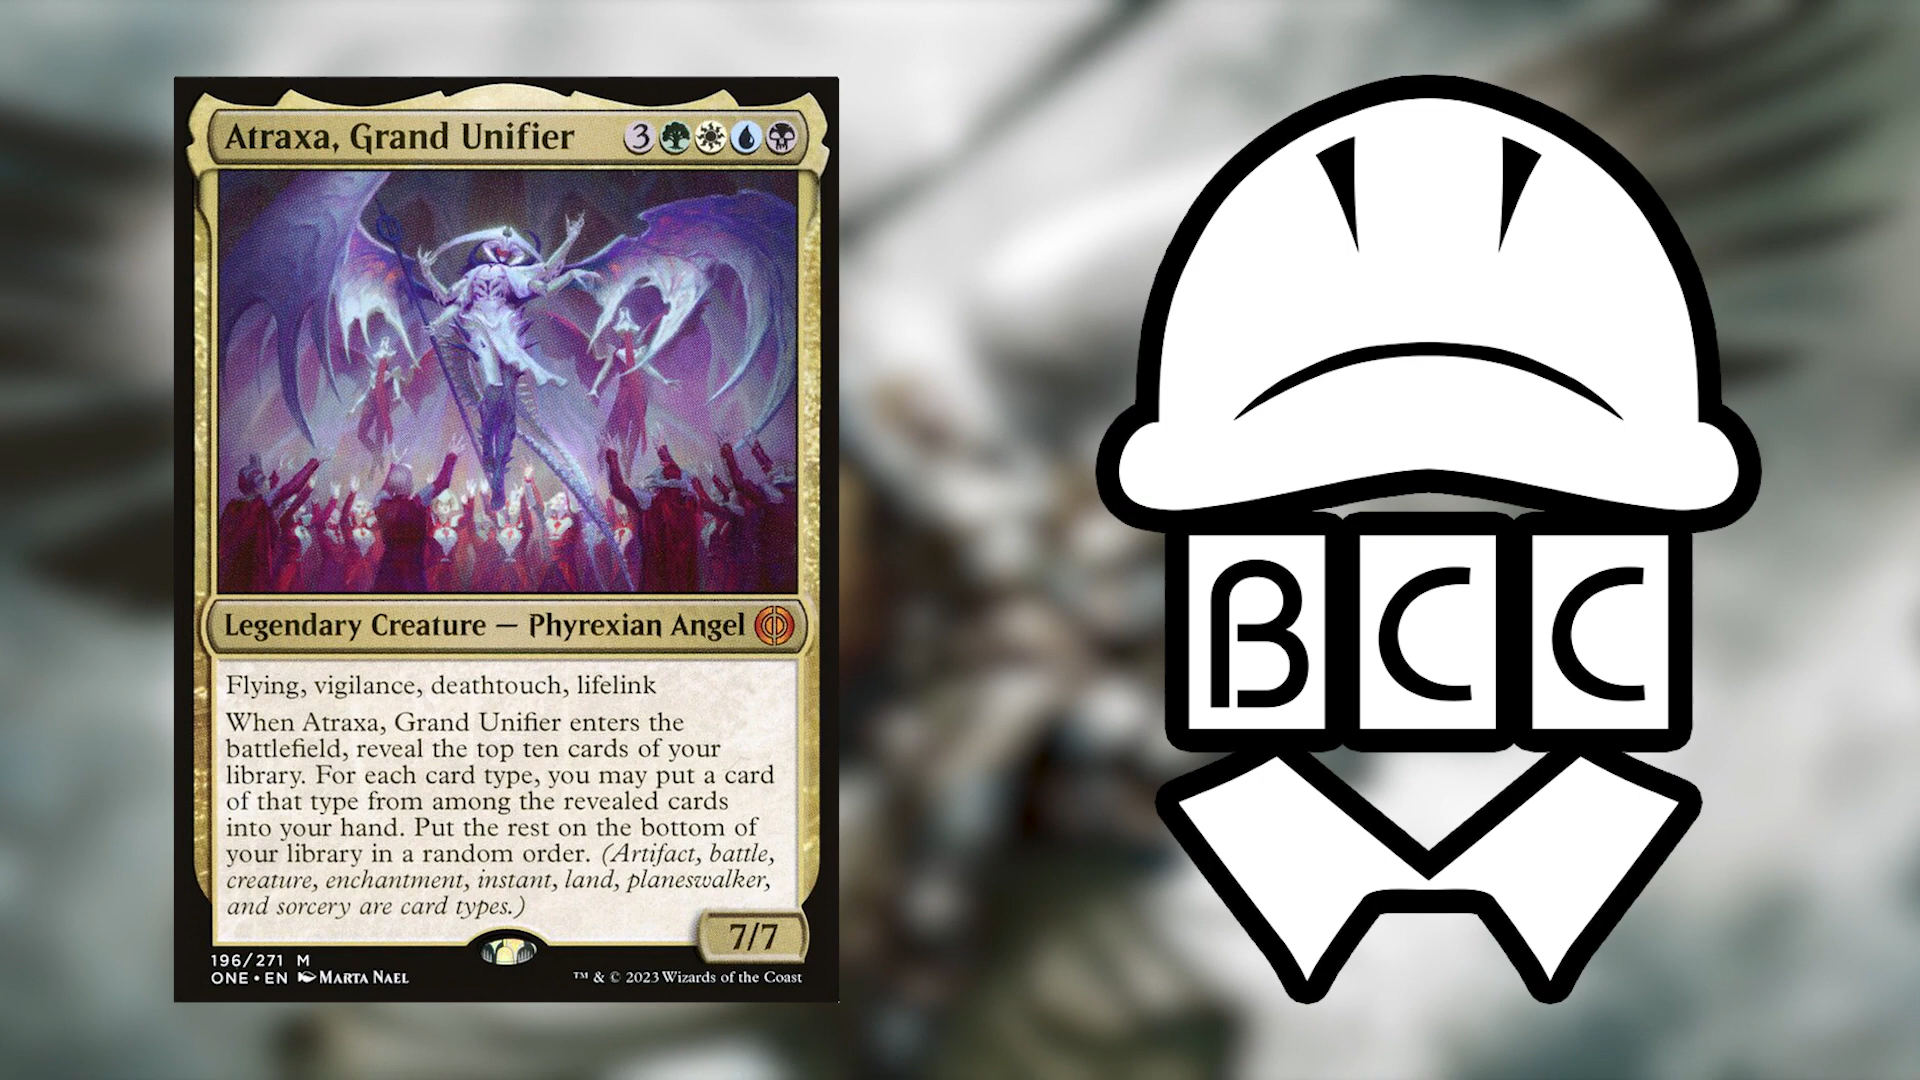 Atraxa, Grand Unifier 3
Legendary Creature — Phyrexian Angel
Flying, vigilance, deathtouch, lifelink
When Atraxa, Grand Unifier enters the
battlefield, reveal the top ten cards of your
library. For each card type, you may put a card
of that type from among the revealed cards
into your hand. Put the rest on the bottom of
your library in a random order. (Artifact, battle,
creature, enchantment, instant, land, planeswalker,
and sorcery are card types.)
7/7
196/271 M
ONE • EN MARTA NAEL
™ & © 2023 Wizards of the Coast
BCC